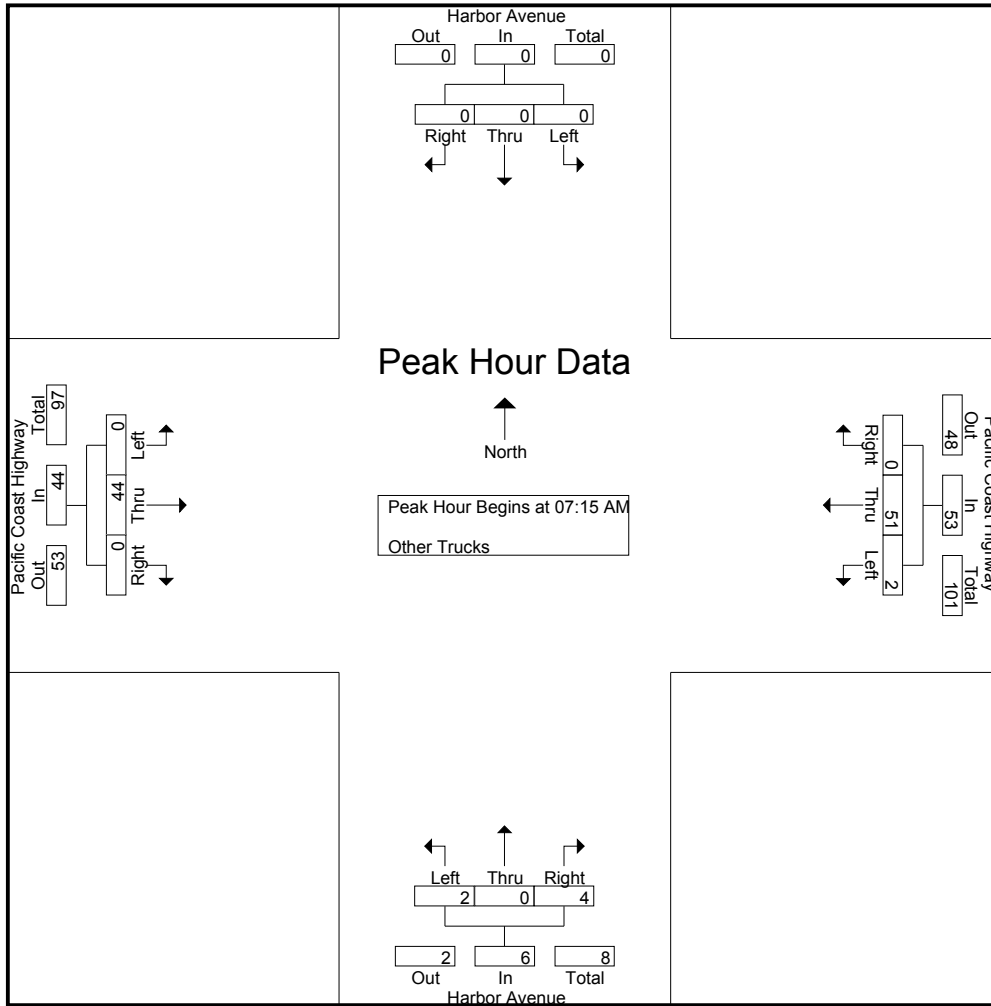 Harbor Avenue
Out In Total
0 0 0
0 0 0
Right Thru Left
Peak Hour Data
North
Peak Hour Begins at 07:15 AM
Other Trucks
Pacific Coast Highway
Total In Out
97 44 53
0 44 0
Left Thru Right
Pacific Coast Highway
Out In Total
48 53 101
0 51 2
Right Thru Left
Left Thru Right
2 0 4
2 6 8
Out In Total
Harbor Avenue